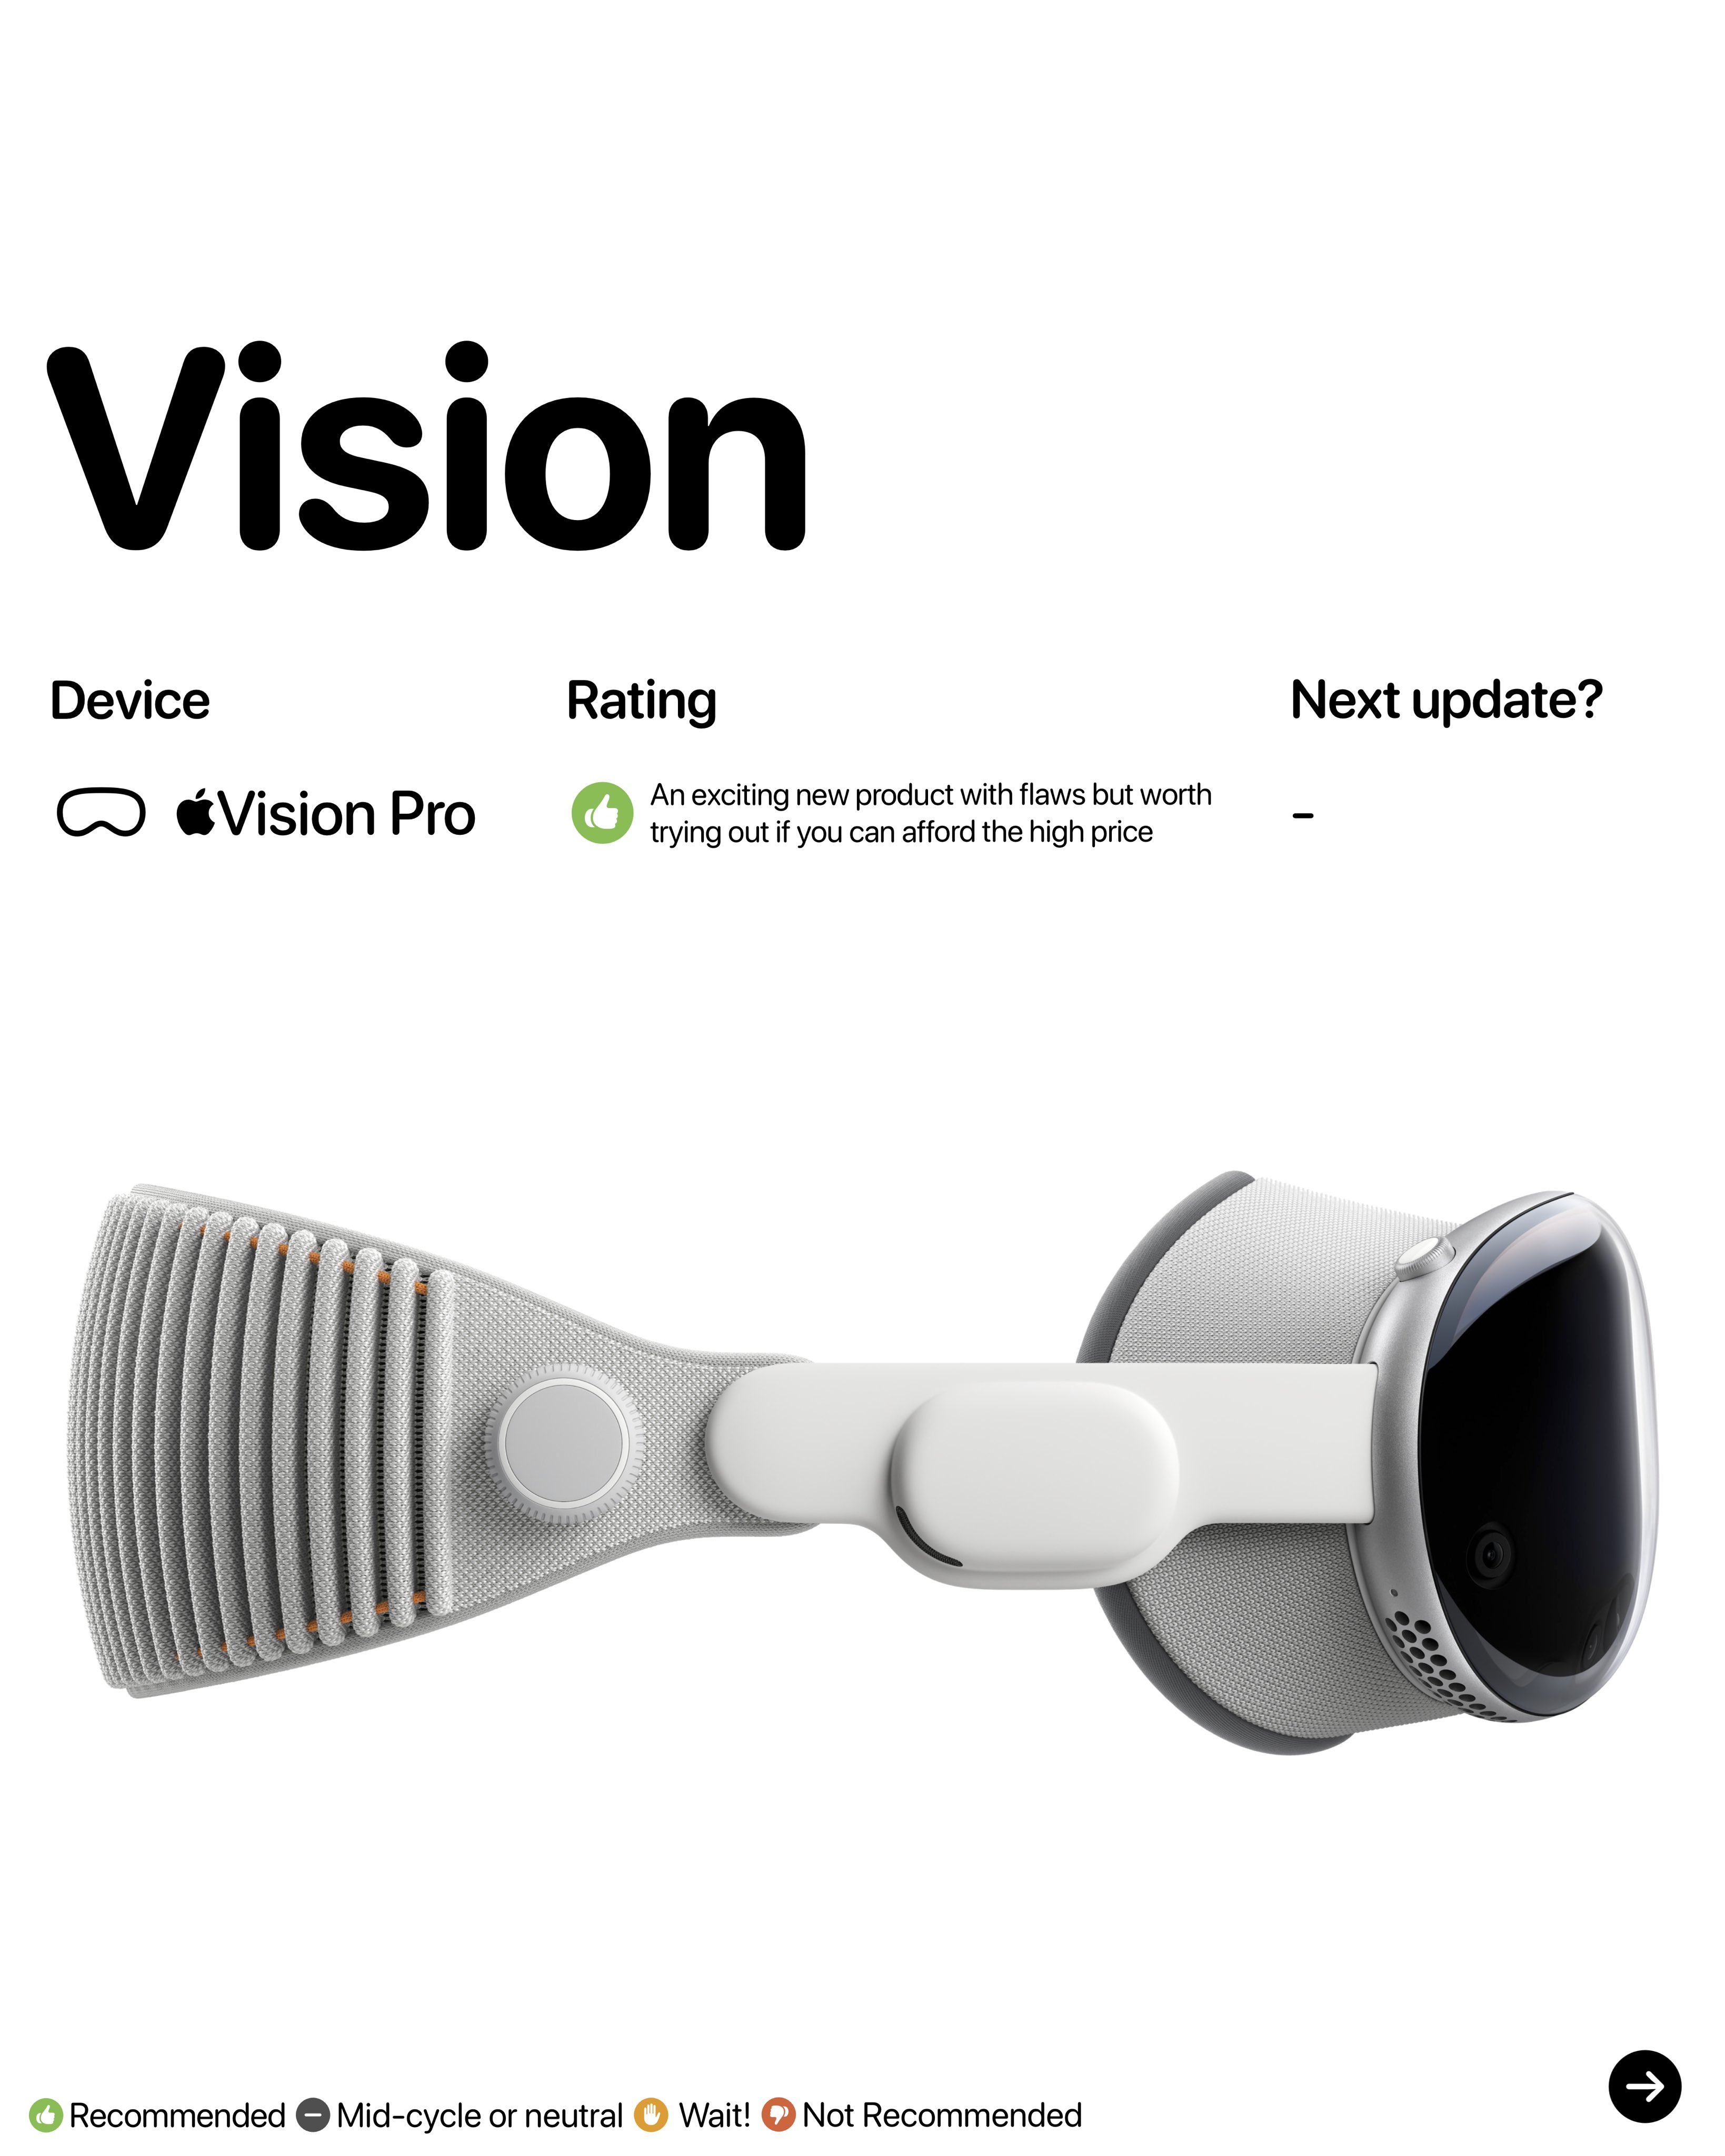 Vision
Device
Rating
Next update?
Vision Pro
An exciting new product with flaws but worth
trying out if you can afford the high price
-
Recommended
Mid-cycle or neutral
Wait!
Not Recommended